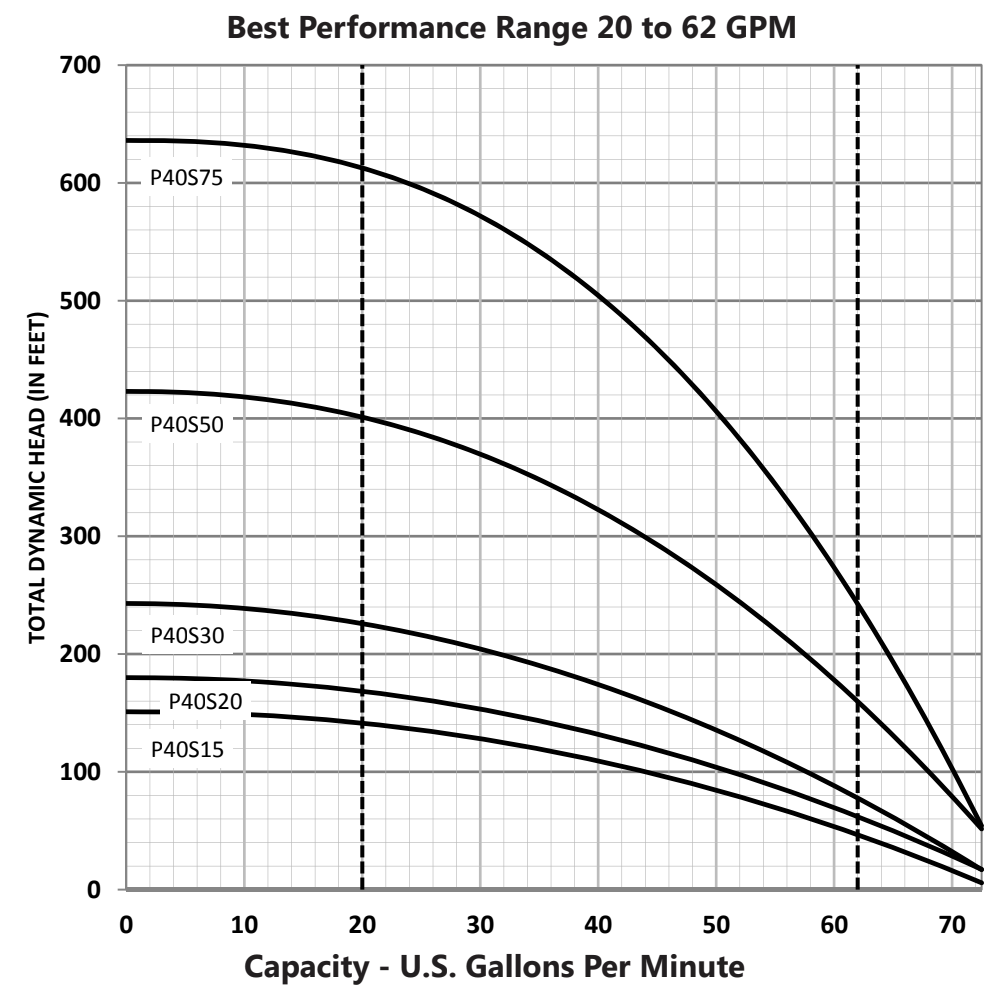 Best Performance Range 20 to 62 GPM
700
600
500
400
300
200
100
0
TOTAL DYNAMIC HEAD (IN FEET)
P40S75
P40S50
P40S30
P40S20
P40S15
0 10 20 30 40 50 60 70
Capacity - U.S. Gallons Per Minute